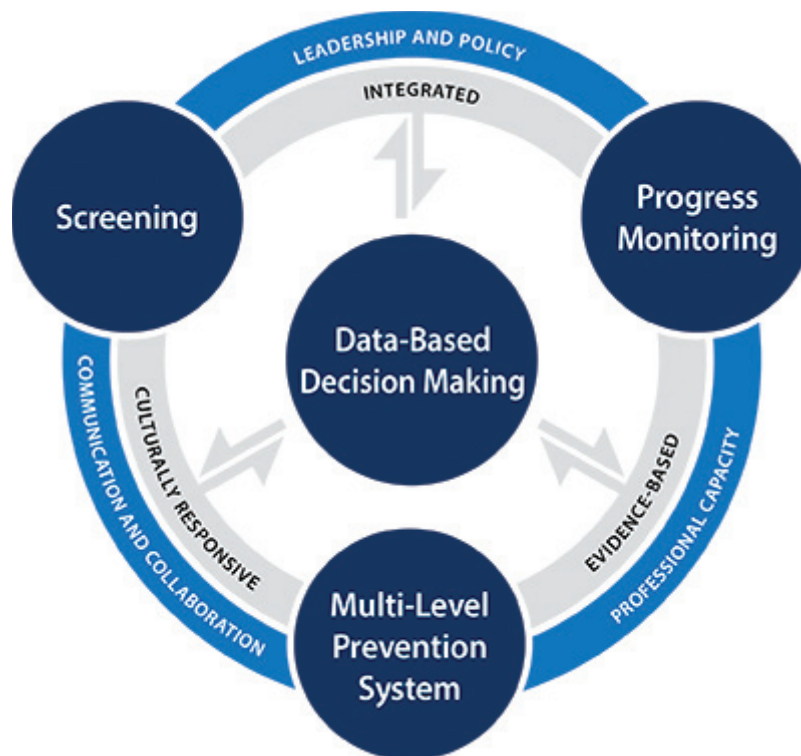 LEADERSHIP AND POLICY
INTEGRATED
Screening
Progress
Monitoring
Data-Based
Decision Making
COMMUNICATION AND COLLABORATION
CULTURALLY RESPONSIVE
EVIDENCE-BASED
PROFESSIONAL CAPACITY
Multi-Level
Prevention
System